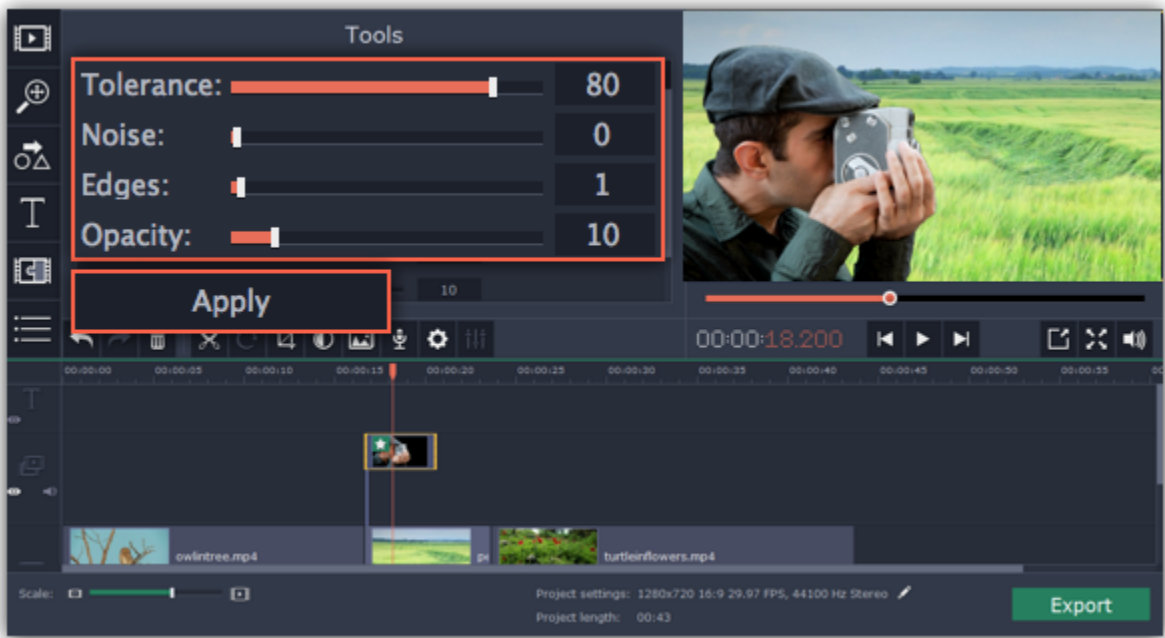 Tools
Tolerance: 80
Noise: 0
Edges: 1
Opacity: 10
10
Apply
T
00:00:18.200
00:00:00 00:00:05 00:00:10 00:00:15 00:00:20 00:00:25 00:00:30 00:00:35 00:00:40 00:00:45 00:00:50 00:00:55 00
T
owlintree.mp4 pe turtleinflowers.mp4
Scale: Project settings: 1280x720 16:9 29.97 FPS, 44100 Hz Stereo
Project length: 00:43
Export